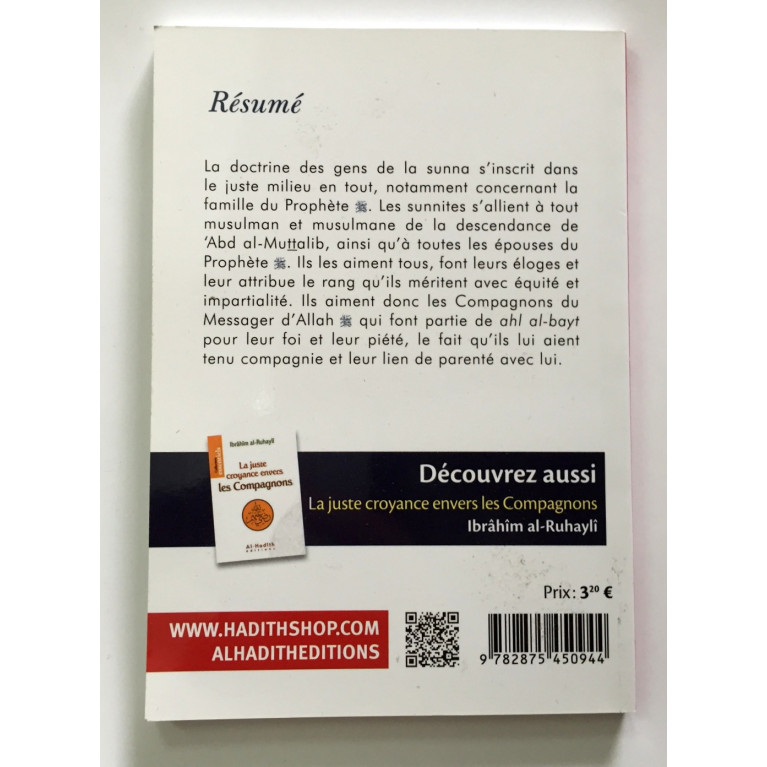 Résumé
La doctrine des gens de la sunna s'inscrit dans
le juste milieu en tout, notamment concernant la
famille du Prophète ﷺ. Les sunnites s'allient à tout
musulman et musulmane de la descendance de
'Abd al-Muttalib, ainsi qu'à toutes les épouses du
Prophète ﷺ. Ils les aiment tous, font leurs éloges et
leur attribue le rang qu'ils méritent avec équité et
impartialité. Ils aiment donc les Compagnons du
Messager d'Allah ﷺ qui font partie de ahl al-bayt
pour leur foi et leur piété, le fait qu'ils lui aient
tenu compagnie et leur lien de parenté avec lui.
Ibrâhîm al-Ruhaylî
La juste
croyance envers
les Compagnons
Al-Hadith
éditions
Découvrez aussi
La juste croyance envers les Compagnons
Ibrâhîm al-Ruhaylî
Prix : 3²⁰ €
WWW.HADITHSHOP.COM
ALHADITHEDITIONS
9 782875 450944